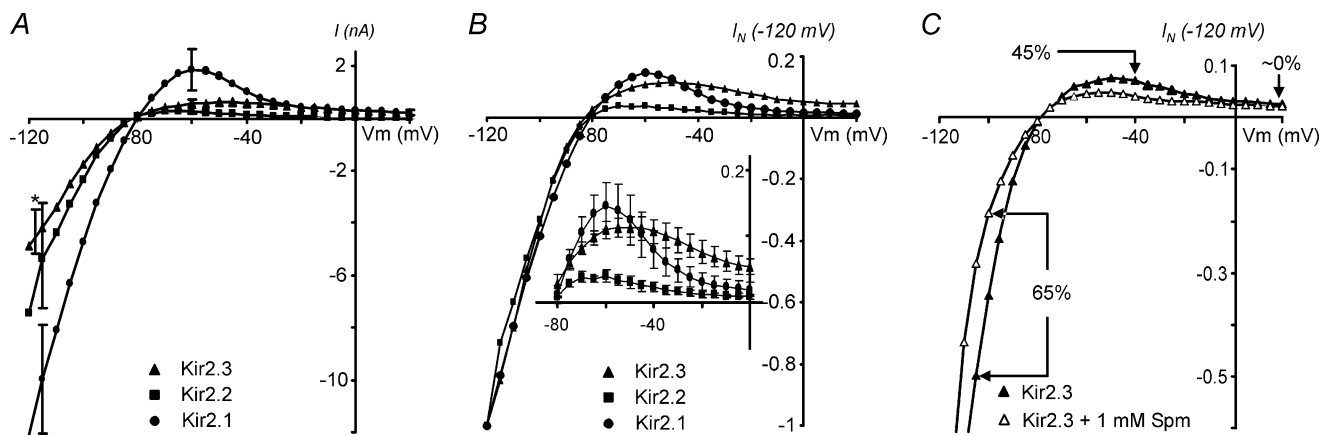 A
I (nA)
2
-120
-80
-40
Vm (mV)
-2
*
-6
-10
Kir2.3
Kir2.2
Kir2.1
B
I_N (-120 mV)
0.2
-120
-80
-40
Vm (mV)
-0.2
0.2
-0.4
-0.6
-80
-40
-0.8
-1
Kir2.3
Kir2.2
Kir2.1
C
I_N (-120 mV)
45%
0.1
~0%
-120
-80
-40
Vm (mV)
-0.1
-0.3
65%
-0.5
Kir2.3
Kir2.3 + 1 mM Spm